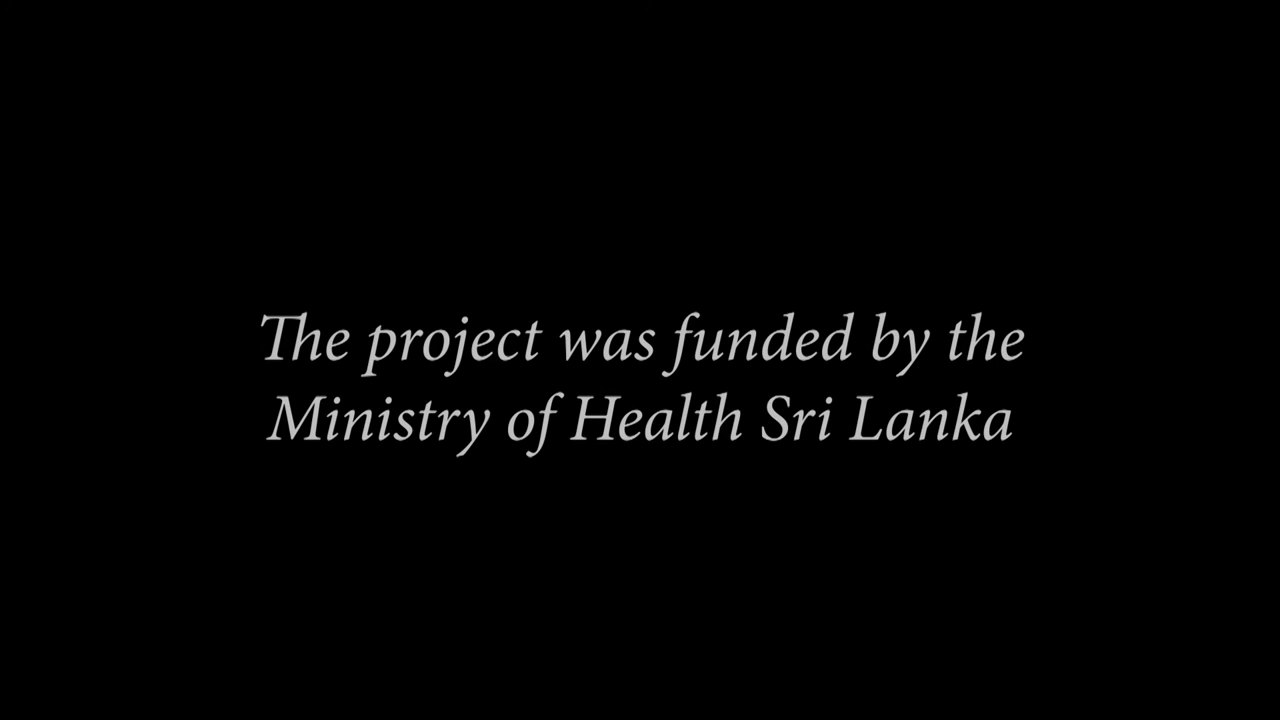 The project was funded by the
Ministry of Health Sri Lanka